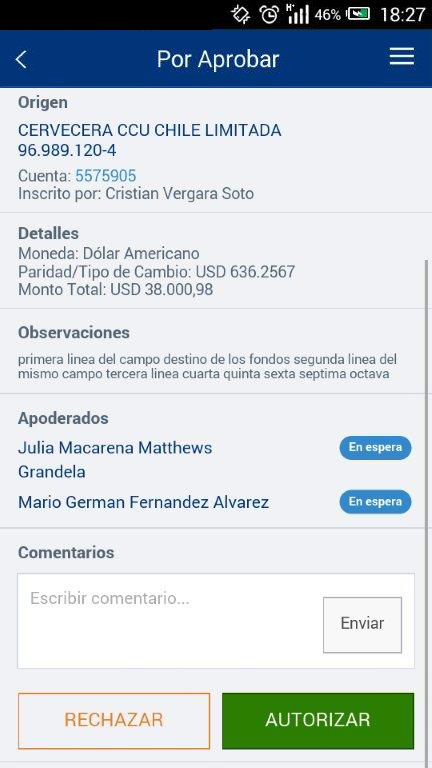 46% 18:27
Por Aprobar
Origen
CERVECERA CCU CHILE LIMITADA
96.989.120-4
Cuenta: 5575905
Inscrito por: Cristian Vergara Soto
Detalles
Moneda: Dólar Americano
Paridad/Tipo de Cambio: USD 636.2567
Monto Total: USD 38.000,98
Observaciones
primera linea del campo destino de los fondos segunda linea del
mismo campo tercera linea cuarta quinta sexta septima octava
Apoderados
Julia Macarena Matthews
Grandela
En espera
Mario German Fernandez Alvarez
En espera
Comentarios
Escribir comentario...
Enviar
RECHAZAR
AUTORIZAR